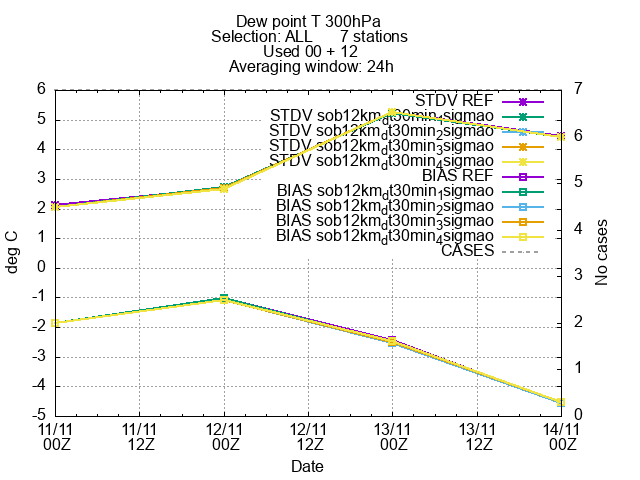 Dew point T 300hPa
Selection: ALL 7 stations
Used 00 + 12
Averaging window: 24h
STDV REF
STDV sob12km_dt30min_1sigmao
STDV sob12km_dt30min_2sigmao
STDV sob12km_dt30min_3sigmao
STDV sob12km_dt30min_4sigmao
BIAS REF
BIAS sob12km_dt30min_1sigmao
BIAS sob12km_dt30min_2sigmao
BIAS sob12km_dt30min_3sigmao
BIAS sob12km_dt30min_4sigmao
CASES
6
5
4
3
2
1
0
-1
-2
-3
-4
-5
deg C
7
6
5
4
3
2
1
0
No cases
11/11 11/11 12/11 12/11 13/11 13/11 14/11
00Z 12Z 00Z 12Z 00Z 12Z 00Z
Date